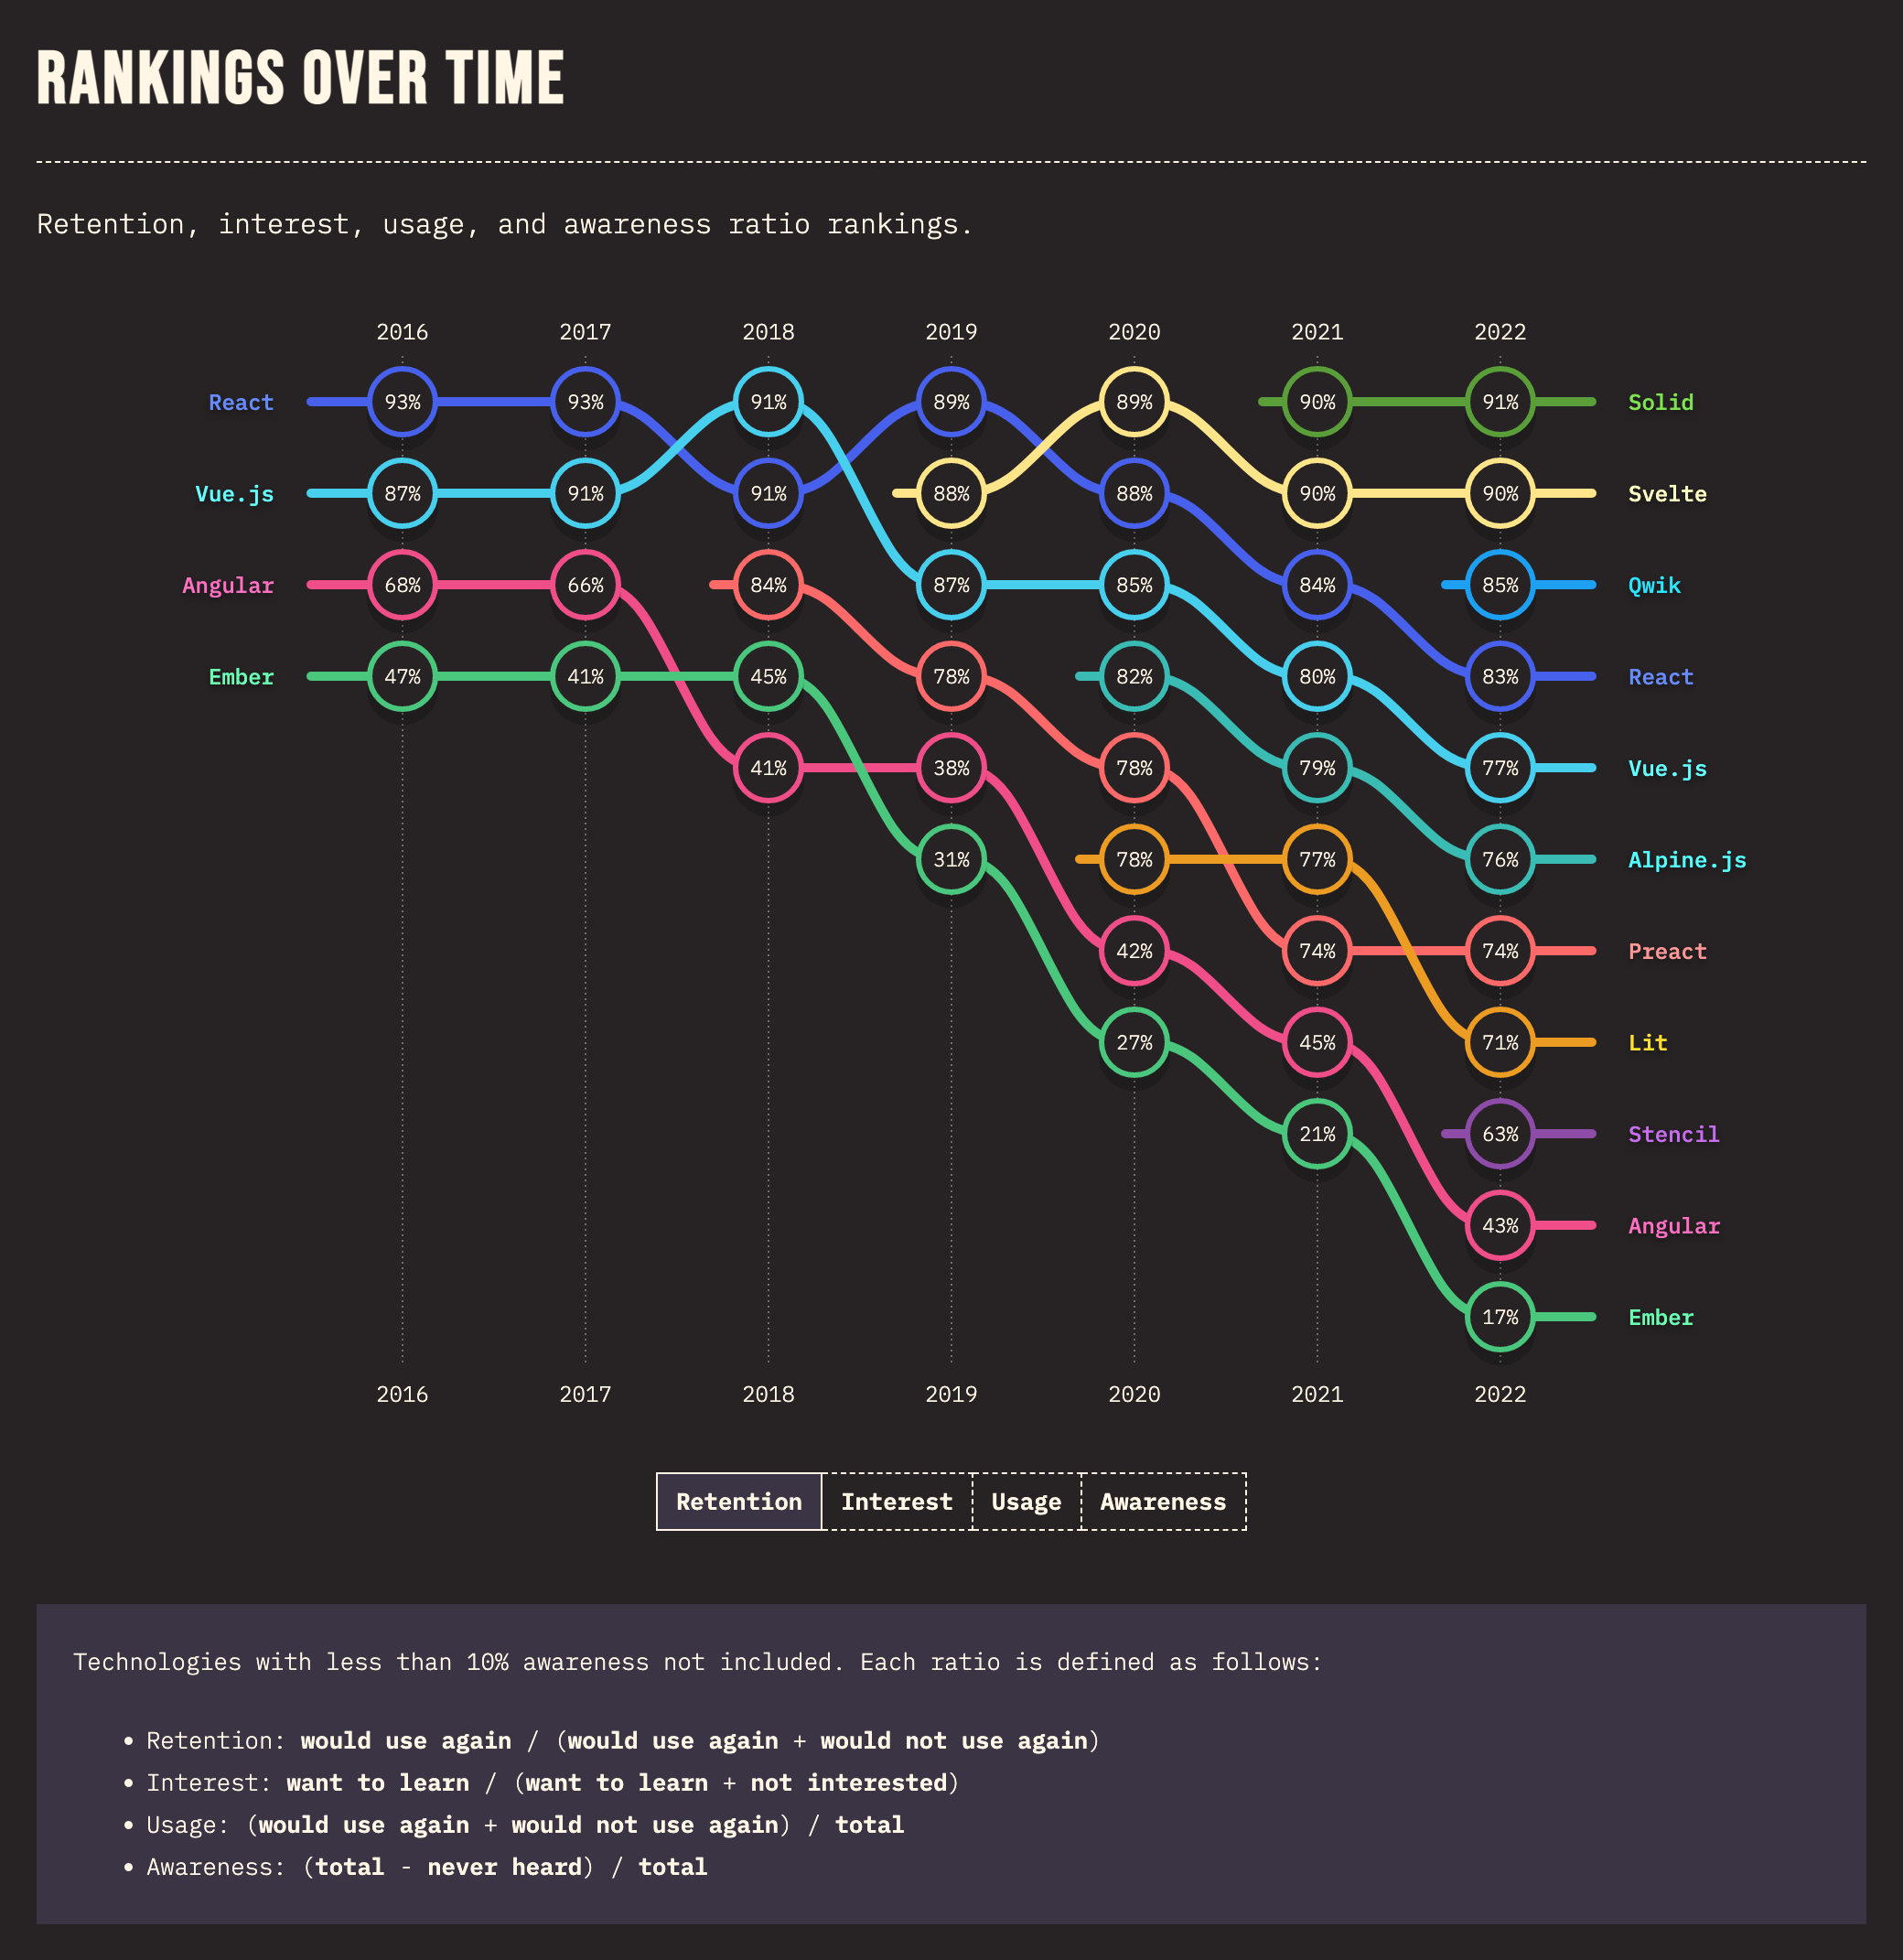 RANKINGS OVER TIME
Retention, interest, usage, and awareness ratio rankings.
2016 2017 2018 2019 2020 2021 2022
React 93% 93% 91% 89% 89% 90% 91% Solid
Vue.js 87% 91% 91% 88% 88% 90% 90% Svelte
Angular 68% 66% 84% 87% 85% 84% 85% Qwik
Ember 47% 41% 45% 78% 82% 80% 83% React
41% 38% 78% 79% 77% Vue.js
31% 78% 77% 76% Alpine.js
42% 74% 74% Preact
27% 45% 71% Lit
21% 63% Stencil
43% Angular
17% Ember
2016 2017 2018 2019 2020 2021 2022
Retention Interest Usage Awareness
Technologies with less than 10% awareness not included. Each ratio is defined as follows:
• Retention: would use again / (would use again + would not use again)
• Interest: want to learn / (want to learn + not interested)
• Usage: (would use again + would not use again) / total
• Awareness: (total - never heard) / total